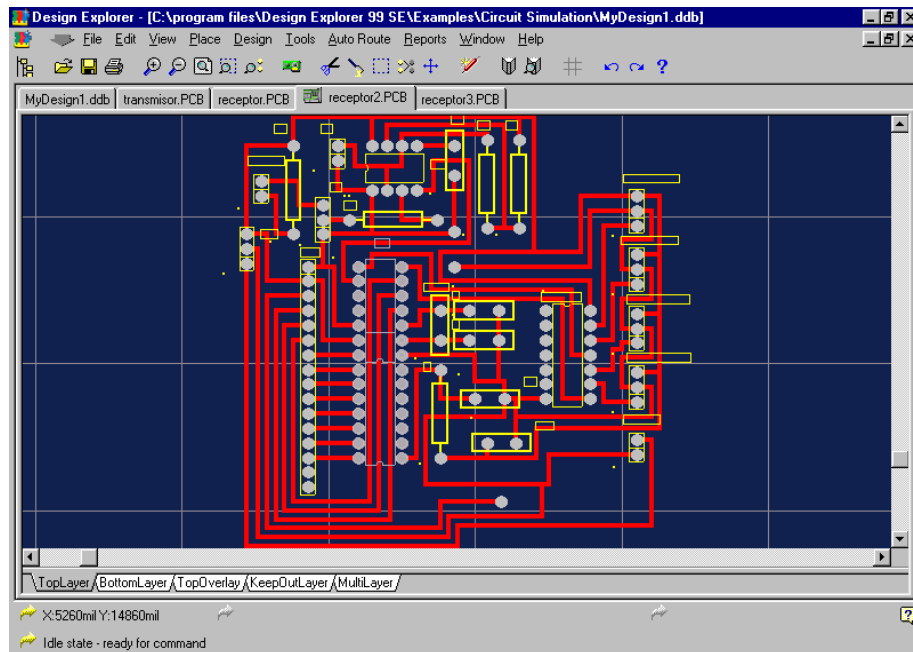 Design Explorer - [C:\program files\Design Explorer 99 SE\Examples\Circuit Simulation\MyDesign1.ddb]
File Edit View Place Design Tools Auto Route Reports Window Help
MyDesign1.ddb transmisor.PCB receptor.PCB receptor2.PCB receptor3.PCB
TopLayer BottomLayer TopOverlay KeepOutLayer MultiLayer
X:5260mil Y:14860mil
Idle state - ready for command